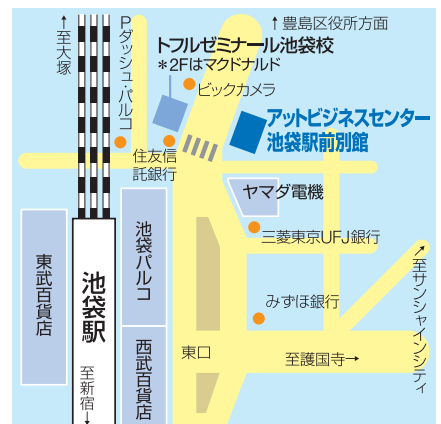 ↑至大塚
Pダッシュ・パルコ
↑豊島区役所方面
トフルゼミナール池袋校
＊2Fはマクドナルド
ビックカメラ
アットビジネスセンター
池袋駅前別館
住友信
託銀行
ヤマダ電機
池袋パルコ
三菱東京UFJ銀行
東武百貨店
池袋駅
至サンシャインシティ
みずほ銀行
西武百貨店
東口
至護国寺→
至新宿→